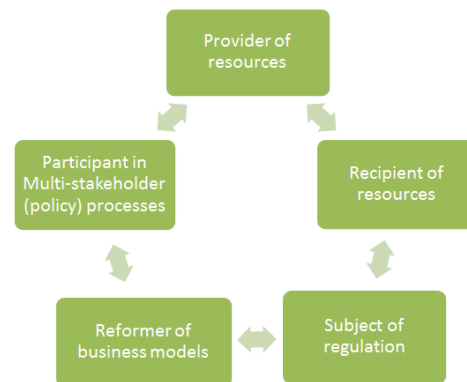 Provider of
resources
Participant in
Multi-stakeholder
(policy) processes
Recipient of
resources
Reformer of
business models
Subject of
regulation